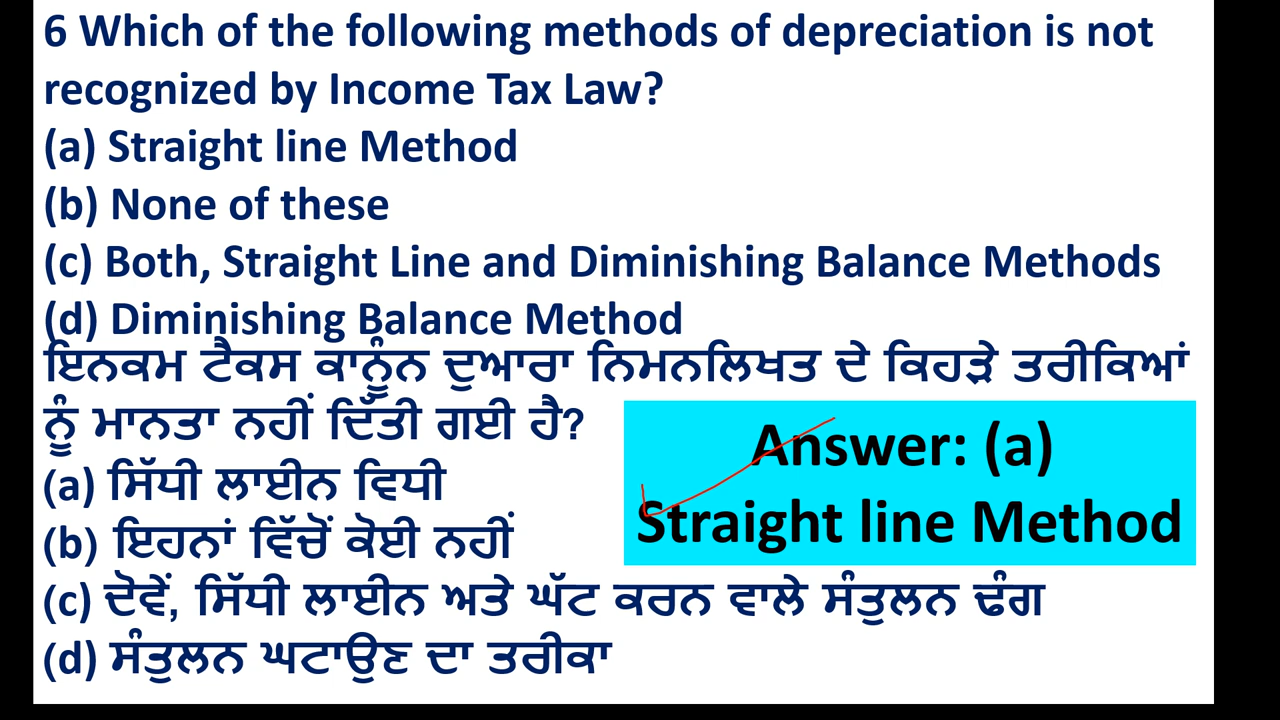 6 Which of the following methods of depreciation is not
recognized by Income Tax Law?
(a) Straight line Method
(b) None of these
(c) Both, Straight Line and Diminishing Balance Methods
(d) Diminishing Balance Method
ਇਨਕਮ ਟੈਕਸ ਕਾਨੂੰਨ ਦੁਆਰਾ ਨਿਮਨਲਿਖਤ ਦੇ ਕਿਹੜੇ ਤਰੀਕਿਆਂ
ਨੂੰ ਮਾਨਤਾ ਨਹੀਂ ਦਿੱਤੀ ਗਈ ਹੈ?
(a) ਸਿੱਧੀ ਲਾਈਨ ਵਿਧੀ
(b) ਇਹਨਾਂ ਵਿੱਚੋਂ ਕੋਈ ਨਹੀਂ
(c) ਦੋਵੇਂ, ਸਿੱਧੀ ਲਾਈਨ ਅਤੇ ਘੱਟ ਕਰਨ ਵਾਲੇ ਸੰਤੁਲਨ ਢੰਗ
(d) ਸੰਤੁਲਨ ਘਟਾਉਣ ਦਾ ਤਰੀਕਾ
Answer: (a)
Straight line Method